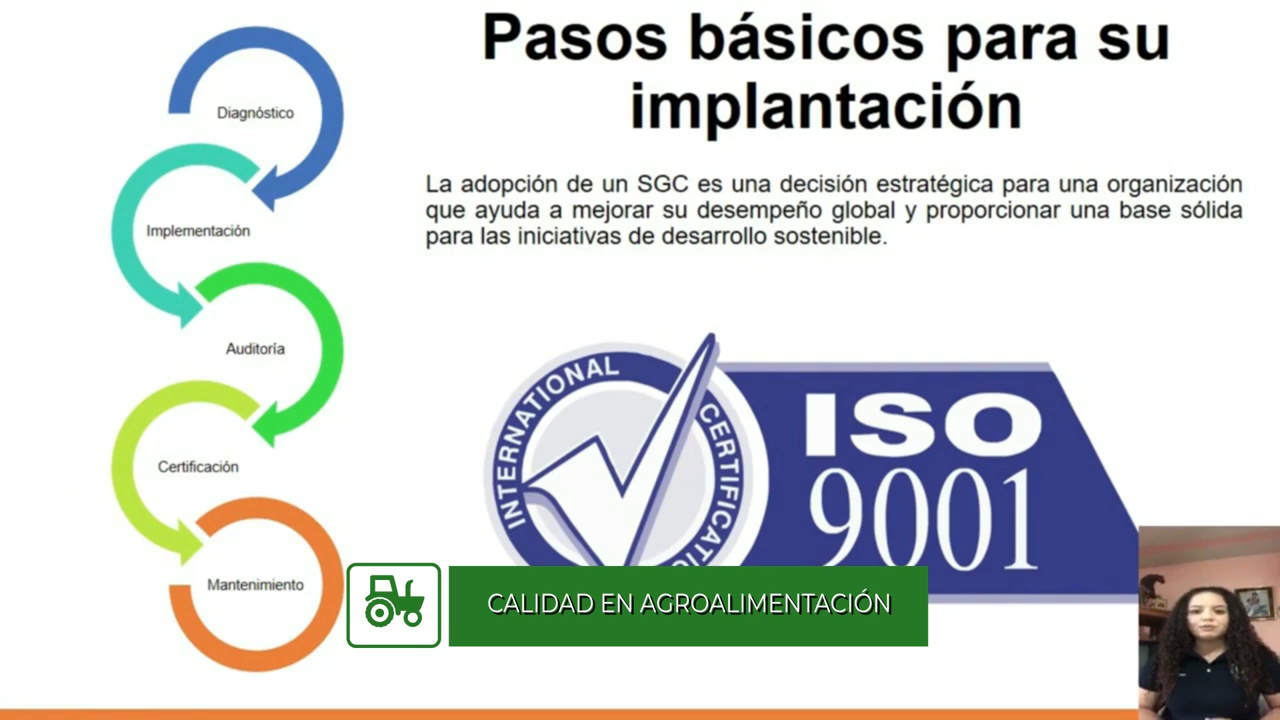 Pasos básicos para su
implantación
Diagnóstico
Implementación
Auditoría
Certificación
Mantenimiento
La adopción de un SGC es una decisión estratégica para una organización
que ayuda a mejorar su desempeño global y proporcionar una base sólida
para las iniciativas de desarrollo sostenible.
INTERNATIONAL
CERTIFICATIO
ISO
9001
CALIDAD EN AGROALIMENTACIÓN